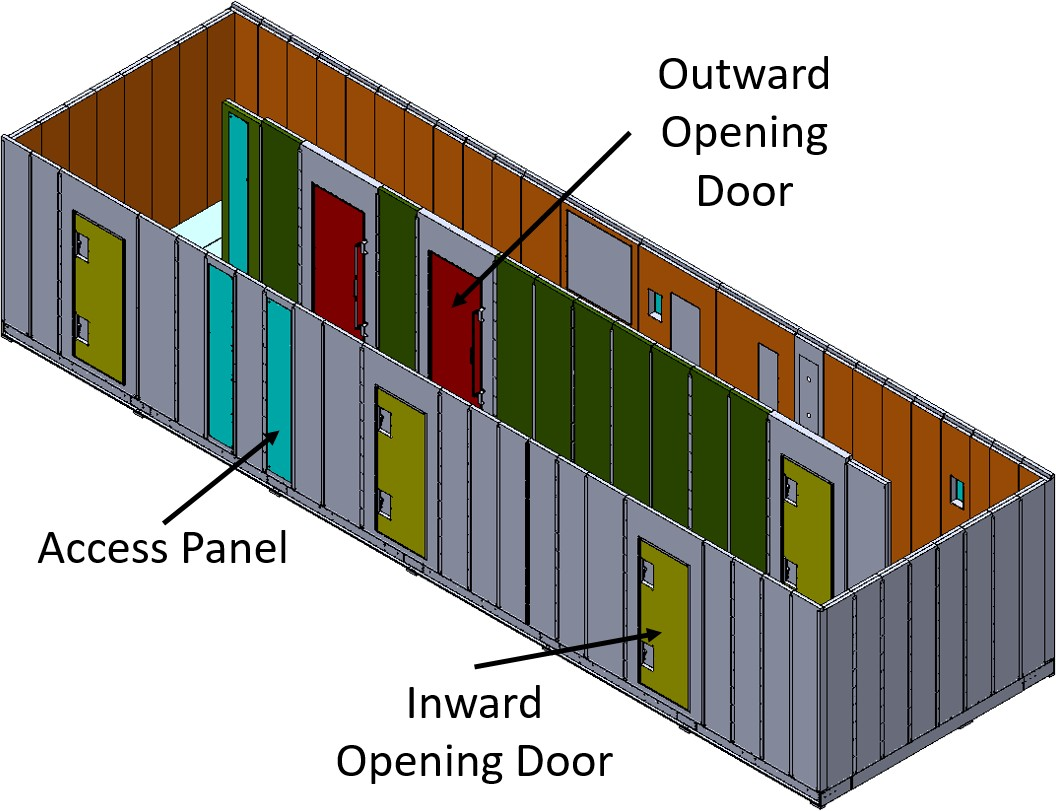 Outward
Opening
Door
Access Panel
Inward
Opening Door